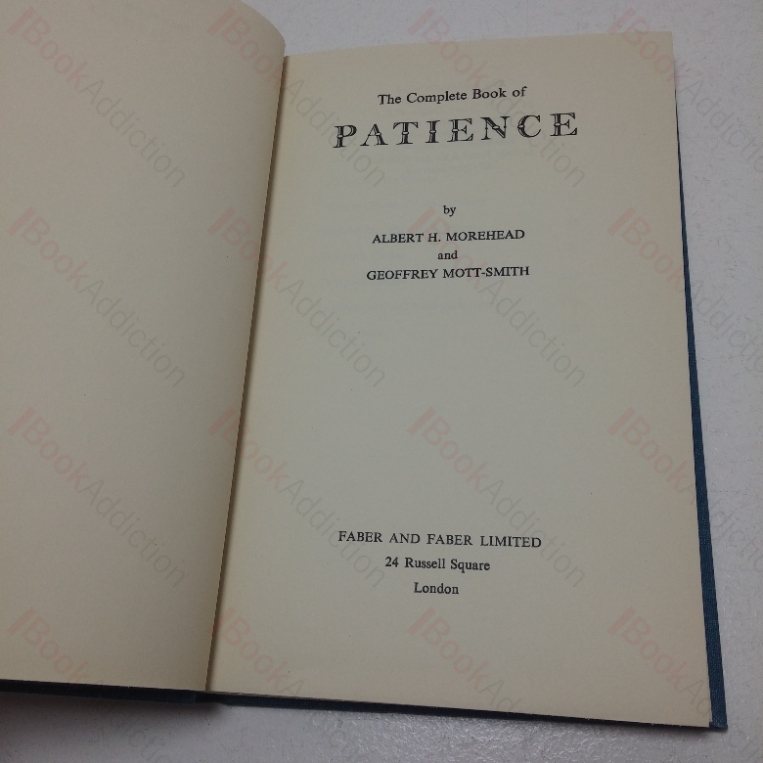 The Complete Book of
PATIENCE
by
ALBERT H. MOREHEAD
and
GEOFFREY MOTT-SMITH
FABER AND FABER LIMITED
24 Russell Square
London
BookAddiction